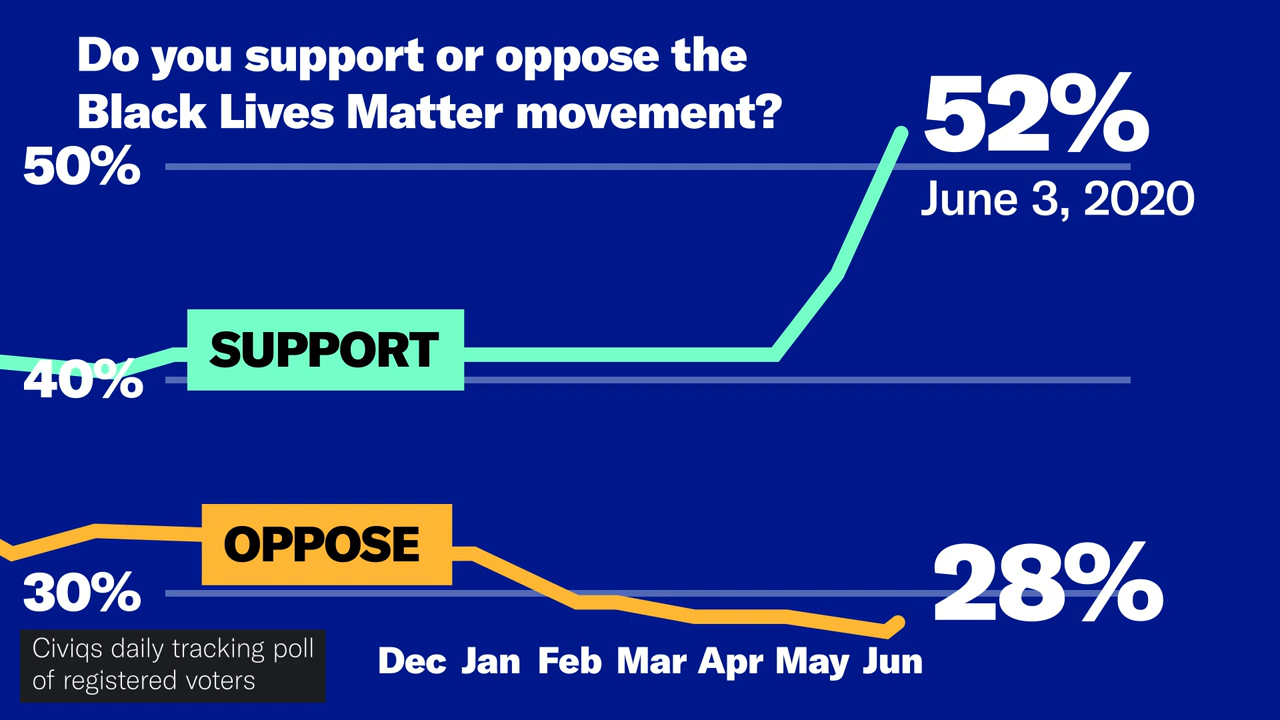 Do you support or oppose the
Black Lives Matter movement?
52%
50%
June 3, 2020
SUPPORT
40%
OPPOSE
28%
30%
Civiqs daily tracking poll
of registered voters
Dec Jan Feb Mar Apr May Jun